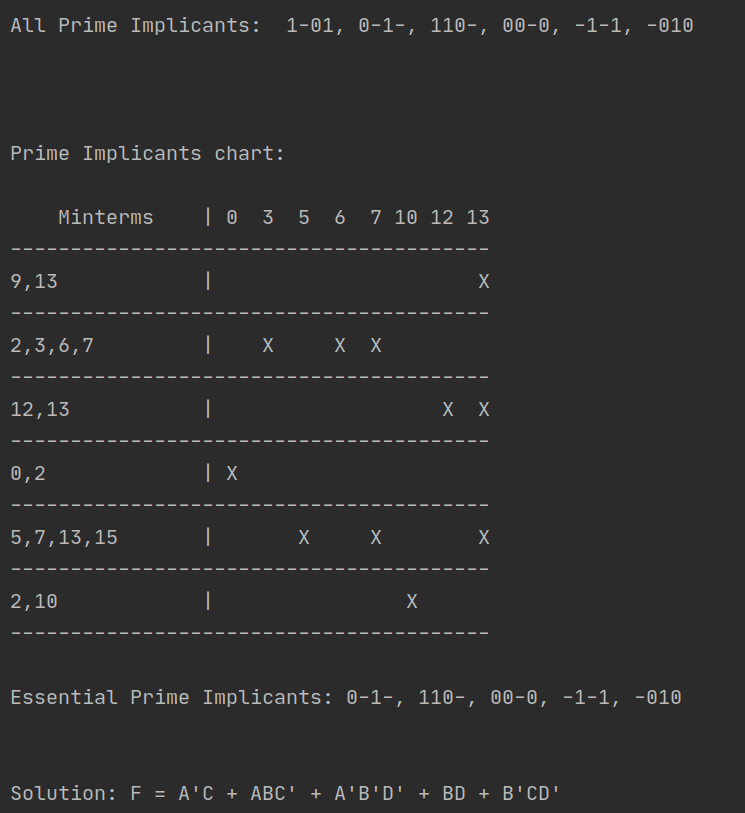 All Prime Implicants:  1-01, 0-1-, 110-, 00-0, -1-1, -010
Prime Implicants chart:
    Minterms    | 0  3  5  6  7 10 12 13
----------------------------------------
9,13            |                      X
----------------------------------------
2,3,6,7         |    X     X  X
----------------------------------------
12,13           |                   X  X
----------------------------------------
0,2             | X
----------------------------------------
5,7,13,15       |       X     X        X
----------------------------------------
2,10            |                X
----------------------------------------
Essential Prime Implicants: 0-1-, 110-, 00-0, -1-1, -010
Solution: F = A'C + ABC' + A'B'D' + BD + B'CD'